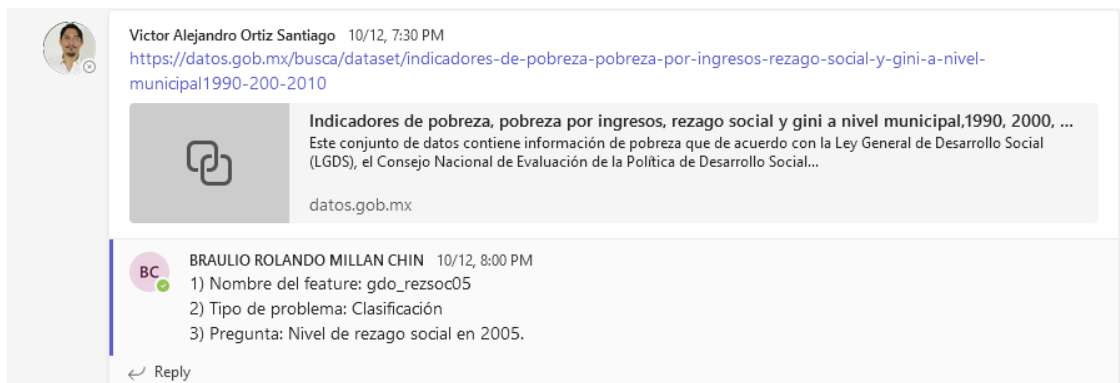 Victor Alejandro Ortiz Santiago 10/12, 7:30 PM
https://datos.gob.mx/busca/dataset/indicadores-de-pobreza-pobreza-por-ingresos-rezago-social-y-gini-a-nivel-
municipal1990-200-2010
Indicadores de pobreza, pobreza por ingresos, rezago social y gini a nivel municipal,1990, 2000, ...
Este conjunto de datos contiene información de pobreza que de acuerdo con la Ley General de Desarrollo Social
(LGDS), el Consejo Nacional de Evaluación de la Política de Desarrollo Social...
datos.gob.mx
BC
BRAULIO ROLANDO MILLAN CHIN 10/12, 8:00 PM
1) Nombre del feature: gdo_rezsoc05
2) Tipo de problema: Clasificación
3) Pregunta: Nivel de rezago social en 2005.
Reply